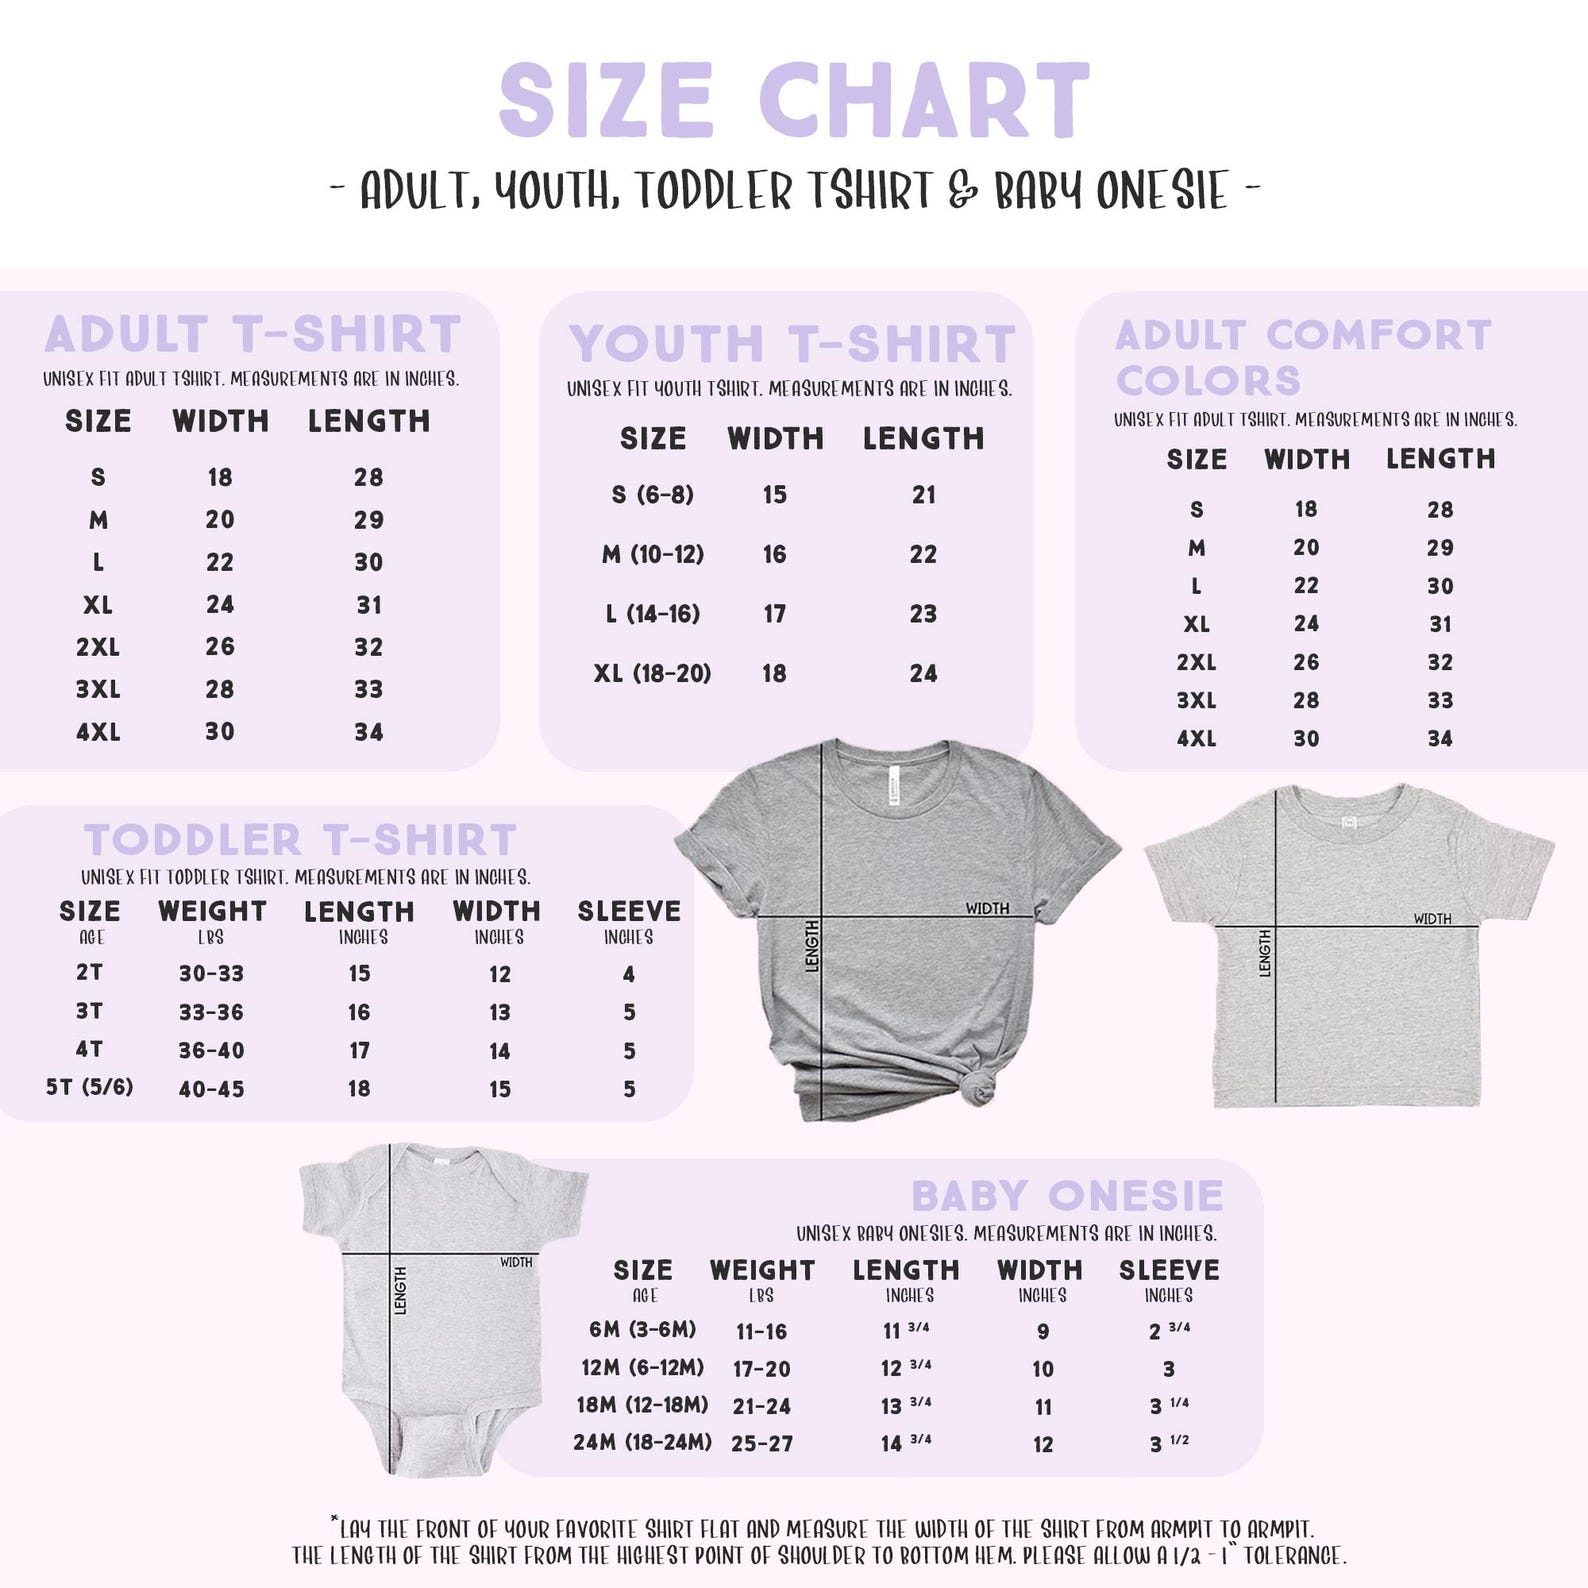 SIZE CHART
- ADULT, YOUTH, TODDLER TSHIRT & BABY ONESIE -
ADULT T-SHIRT
UNISEX FIT ADULT TSHIRT. MEASUREMENTS ARE IN INCHES.
SIZE WIDTH LENGTH
S 18 28
M 20 29
L 22 30
XL 24 31
2XL 26 32
3XL 28 33
4XL 30 34
YOUTH T-SHIRT
UNISEX FIT YOUTH TSHIRT. MEASUREMENTS ARE IN INCHES.
SIZE WIDTH LENGTH
S (6-8) 15 21
M (10-12) 16 22
L (14-16) 17 23
XL (18-20) 18 24
ADULT COMFORT
COLORS
UNISEX FIT ADULT TSHIRT. MEASUREMENTS ARE IN INCHES.
SIZE WIDTH LENGTH
S 18 28
M 20 29
L 22 30
XL 24 31
2XL 26 32
3XL 28 33
4XL 30 34
TODDLER T-SHIRT
UNISEX FIT TODDLER TSHIRT. MEASUREMENTS ARE IN INCHES.
SIZE WEIGHT LENGTH WIDTH SLEEVE
AGE LBS INCHES INCHES INCHES
2T 30-33 15 12 4
3T 33-36 16 13 5
4T 36-40 17 14 5
5T (5/6) 40-45 18 15 5
WIDTH
LENGTH
WIDTH
LENGTH
WIDTH
LENGTH
BABY ONESIE
UNISEX BABY ONESIES. MEASUREMENTS ARE IN INCHES.
SIZE WEIGHT LENGTH WIDTH SLEEVE
AGE LBS INCHES INCHES INCHES
6M (3-6M) 11-16 11 3/4 9 2 3/4
12M (6-12M) 17-20 12 3/4 10 3
18M (12-18M) 21-24 13 3/4 11 3 1/4
24M (18-24M) 25-27 14 3/4 12 3 1/2
*LAY THE FRONT OF YOUR FAVORITE SHIRT FLAT AND MEASURE THE WIDTH OF THE SHIRT FROM ARMPIT TO ARMPIT.
THE LENGTH OF THE SHIRT FROM THE HIGHEST POINT OF SHOULDER TO BOTTOM HEM. PLEASE ALLOW A 1/2 - 1" TOLERANCE.